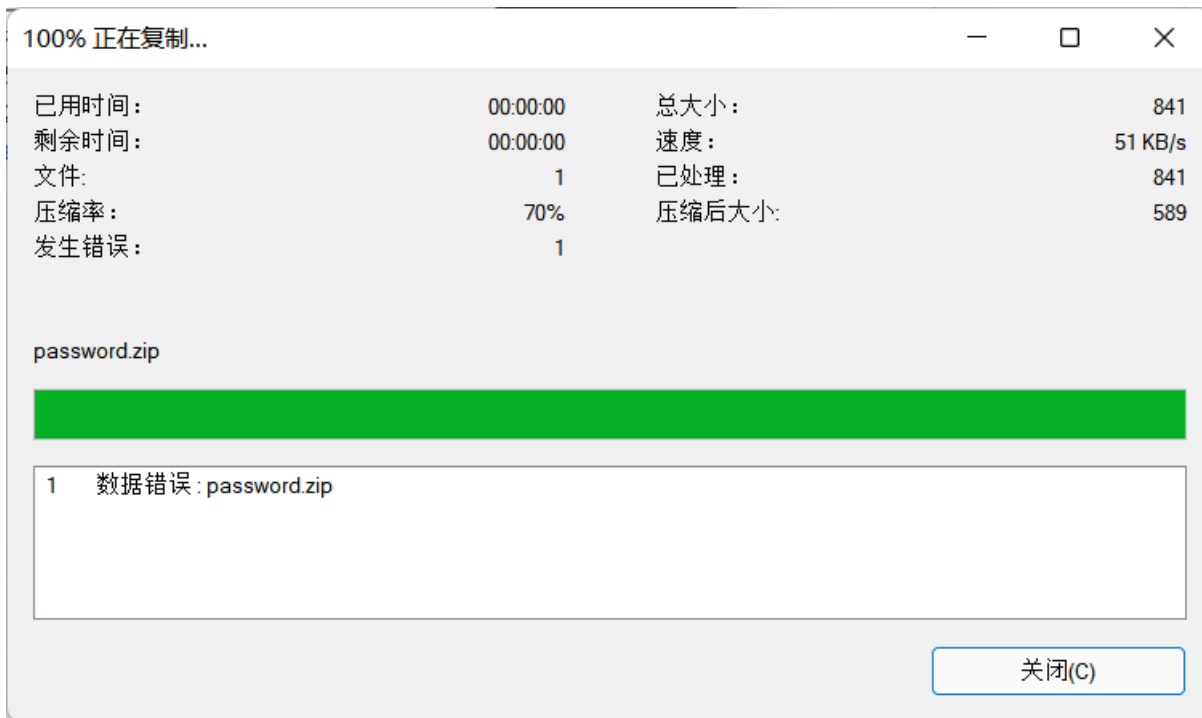 100% 正在复制...
已用时间： 00:00:00 总大小： 841
剩余时间： 00:00:00 速度： 51 KB/s
文件: 1 已处理： 841
压缩率： 70% 压缩后大小: 589
发生错误： 1
password.zip
1 数据错误 : password.zip
关闭(C)